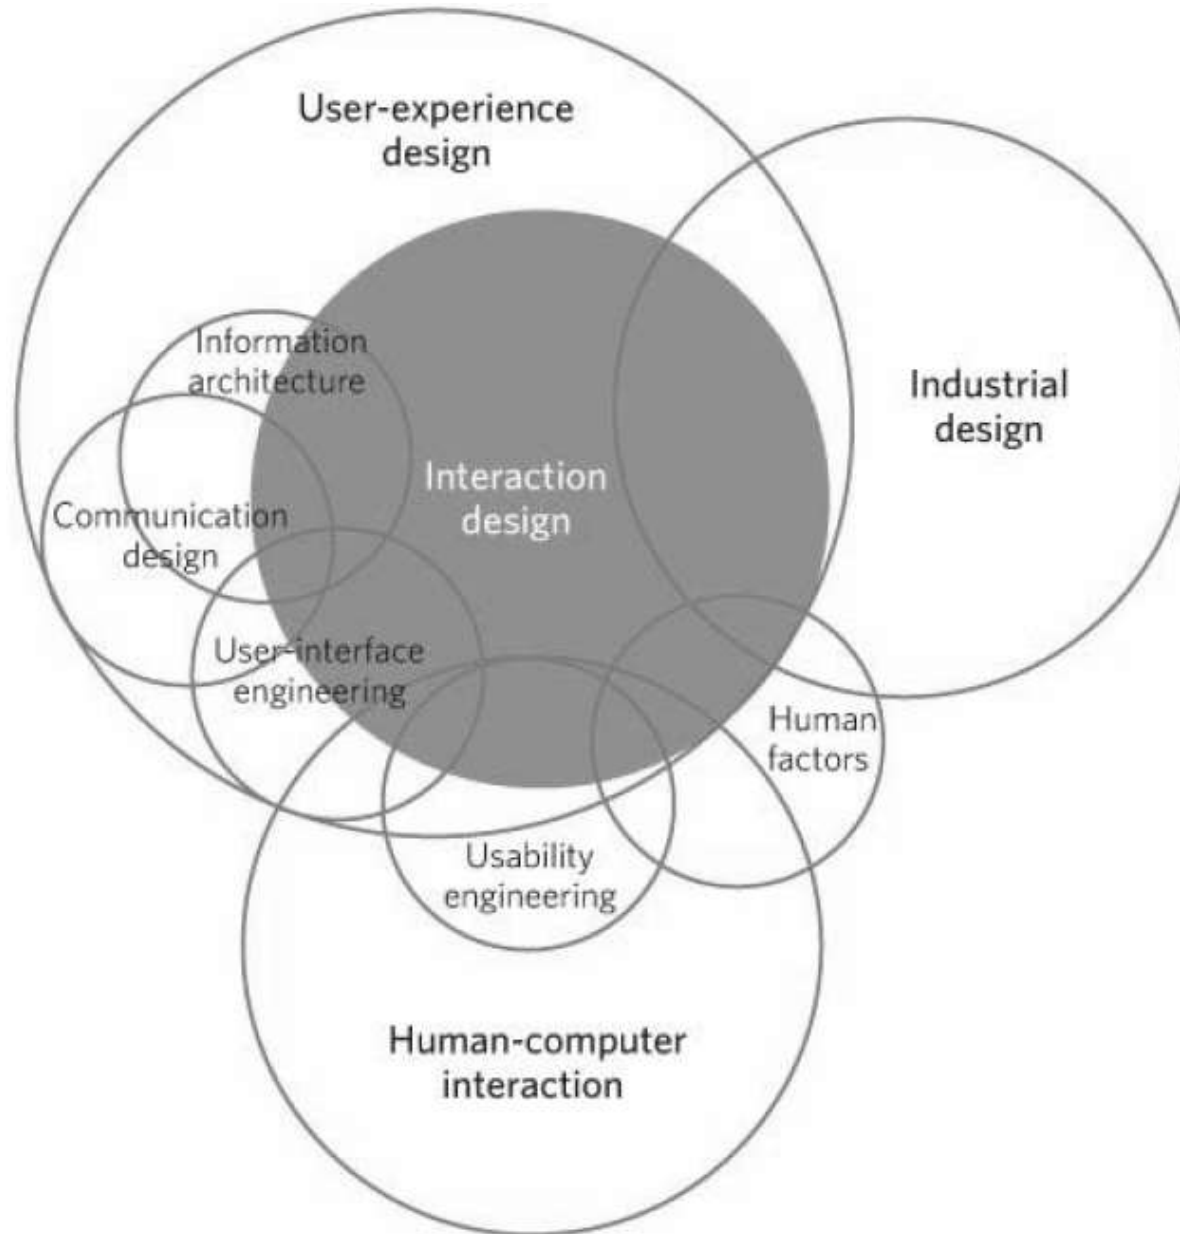 User-experience
design
Information
architecture
Industrial
design
Interaction
design
Communication
design
User-interface
engineering
Human
factors
Usability
engineering
Human-computer
interaction